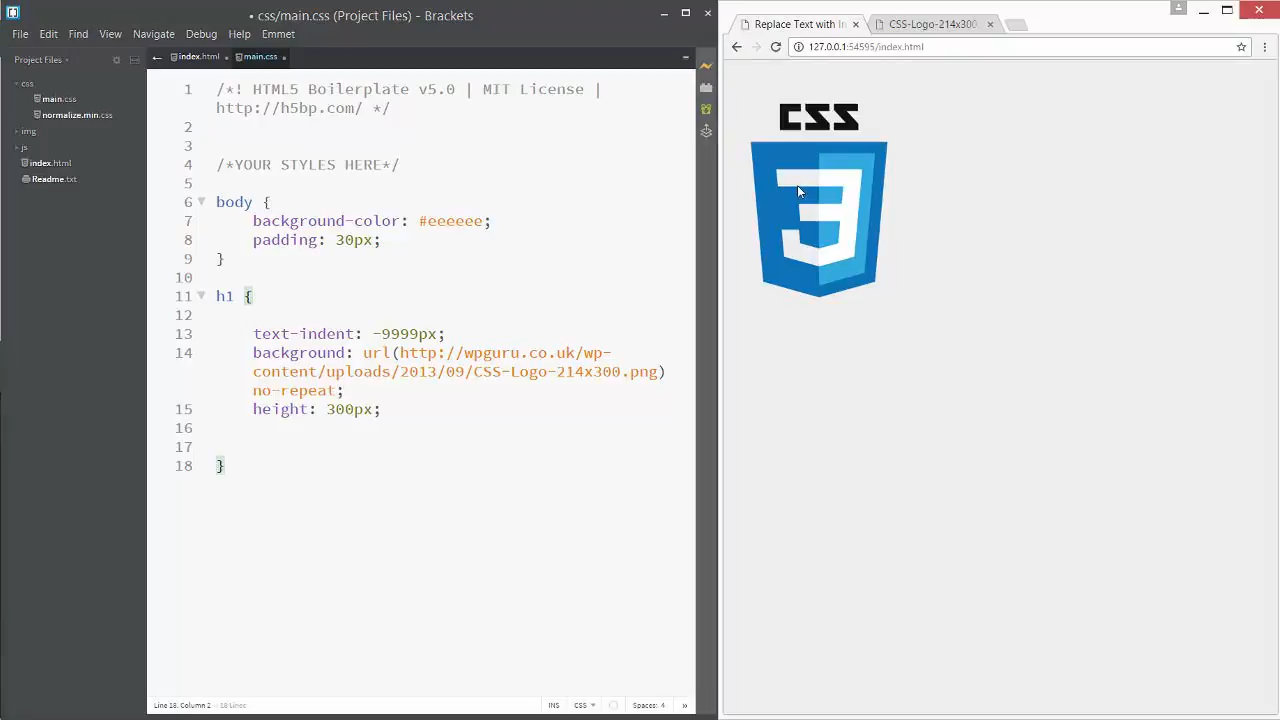 • css/main.css (Project Files) - Brackets
File Edit Find View Navigate Debug Help Emmet
Project Files
css
main.css
normalize.min.css
img
js
index.html
Readme.txt
index.html
main.css
1 /*! HTML5 Boilerplate v5.0 | MIT License |
http://h5bp.com/ */
2
3
4 /*YOUR STYLES HERE*/
5
6 body {
7 background-color: #eeeeee;
8 padding: 30px;
9 }
10
11 h1 {
12
13 text-indent: -9999px;
14 background: url(http://wpguru.co.uk/wp-
content/uploads/2013/09/CSS-Logo-214x300.png)
no-repeat;
15 height: 300px;
16
17
18 }
Line 18, Column 2 — 18 Lines
INS CSS Spaces: 4
Replace Text with In
CSS-Logo-214x300
127.0.0.1:54595/index.html
CSS
3